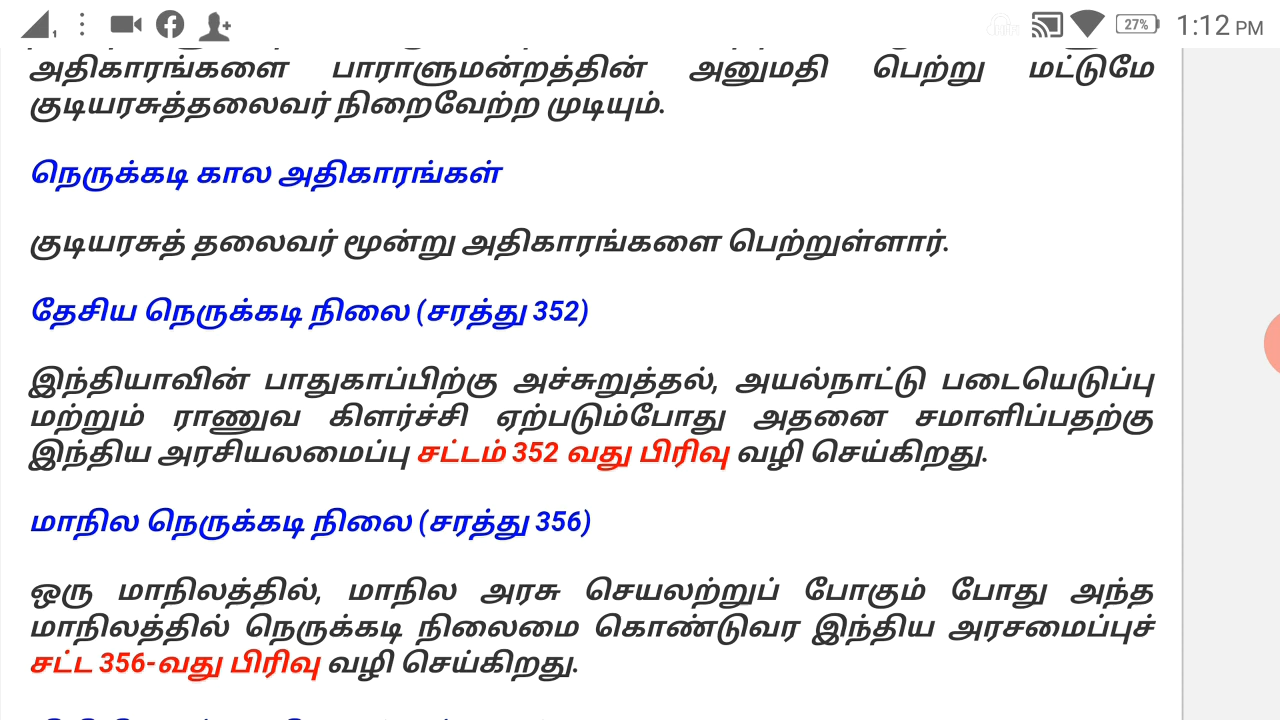 27% 1:12 PM
அதிகாரங்களை பாராளுமன்றத்தின் அனுமதி பெற்று மட்டுமே
குடியரசுத்தலைவர் நிறைவேற்ற முடியும்.
நெருக்கடி கால அதிகாரங்கள்
குடியரசுத் தலைவர் மூன்று அதிகாரங்களை பெற்றுள்ளார்.
தேசிய நெருக்கடி நிலை (சரத்து 352)
இந்தியாவின் பாதுகாப்பிற்கு அச்சுறுத்தல், அயல்நாட்டு படையெடுப்பு
மற்றும் ராணுவ கிளர்ச்சி ஏற்படும்போது அதனை சமாளிப்பதற்கு
இந்திய அரசியலமைப்பு சட்டம் 352 வது பிரிவு வழி செய்கிறது.
மாநில நெருக்கடி நிலை (சரத்து 356)
ஒரு மாநிலத்தில், மாநில அரசு செயலற்றுப் போகும் போது அந்த
மாநிலத்தில் நெருக்கடி நிலைமை கொண்டுவர இந்திய அரசமைப்புச்
சட்ட 356-வது பிரிவு வழி செய்கிறது.